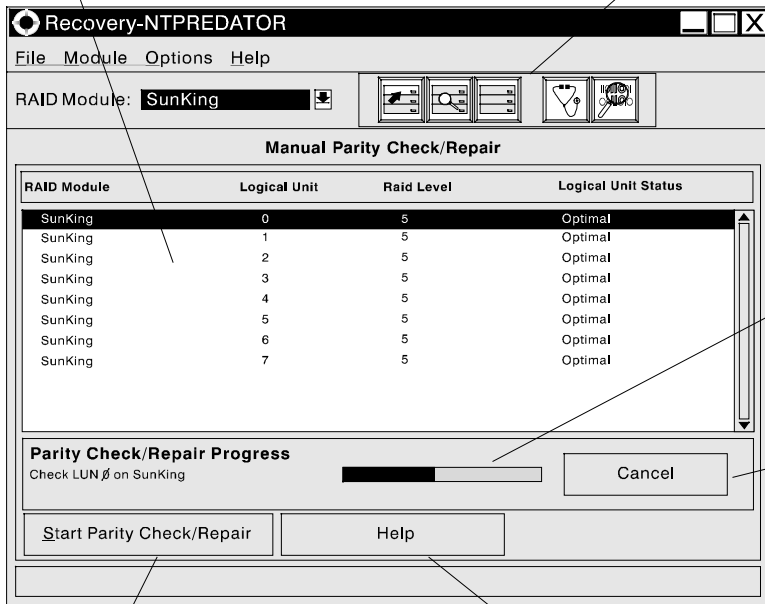 Recovery-NTPREDATOR
File Module Options Help
RAID Module: SunKing
Manual Parity Check/Repair
RAID Module Logical Unit Raid Level Logical Unit Status
SunKing 0 5 Optimal
SunKing 1 5 Optimal
SunKing 2 5 Optimal
SunKing 3 5 Optimal
SunKing 4 5 Optimal
SunKing 5 5 Optimal
SunKing 6 5 Optimal
SunKing 7 5 Optimal
Parity Check/Repair Progress
Check LUN Ø on SunKing
Cancel
Start Parity Check/Repair Help